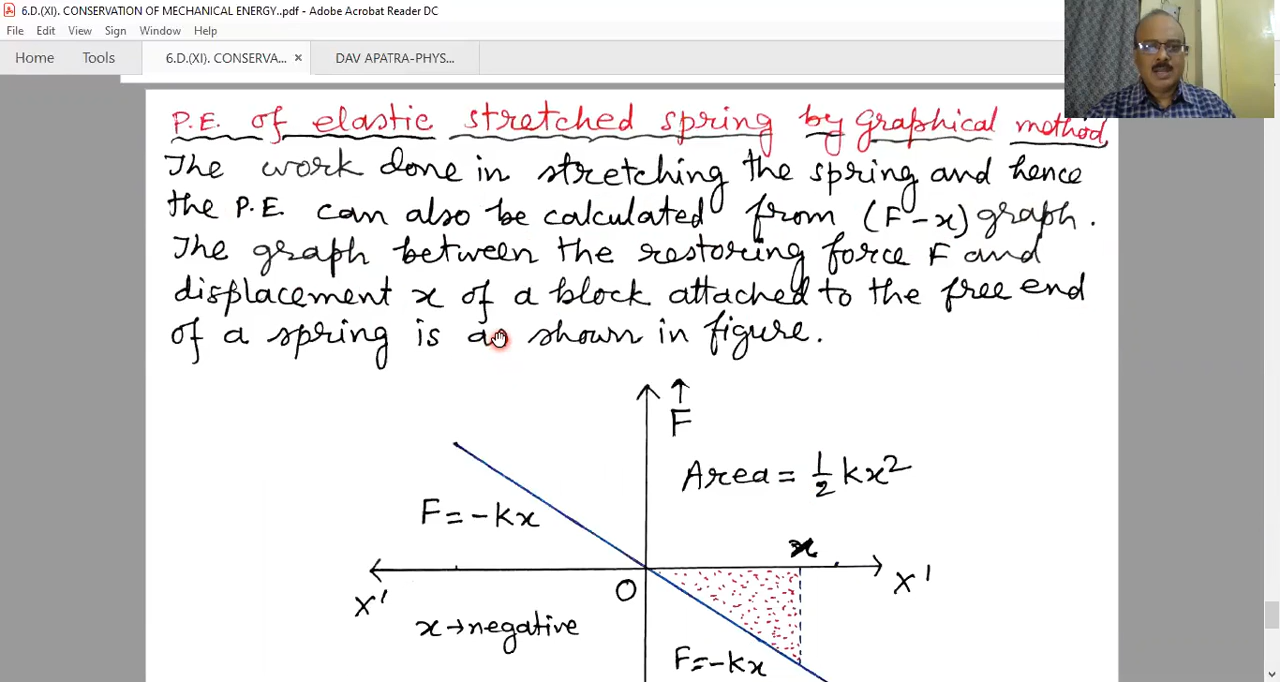 6.D.(XI). CONSERVATION OF MECHANICAL ENERGY..pdf - Adobe Acrobat Reader DC
File Edit View Sign Window Help
Home Tools 6.D.(XI). CONSERVA... × DAV APATRA-PHYS...
P.E. of elastic stretched spring by graphical method
The work done in stretching the spring and hence
the P.E. can also be calculated from (F-x) graph.
The graph between the restoring force F and
displacement x of a block attached to the free end
of a spring is as shown in figure.
↑
F
Area = 1/2 kx²
F = -kx
x
X'
O
X'
x→negative
F = -kx